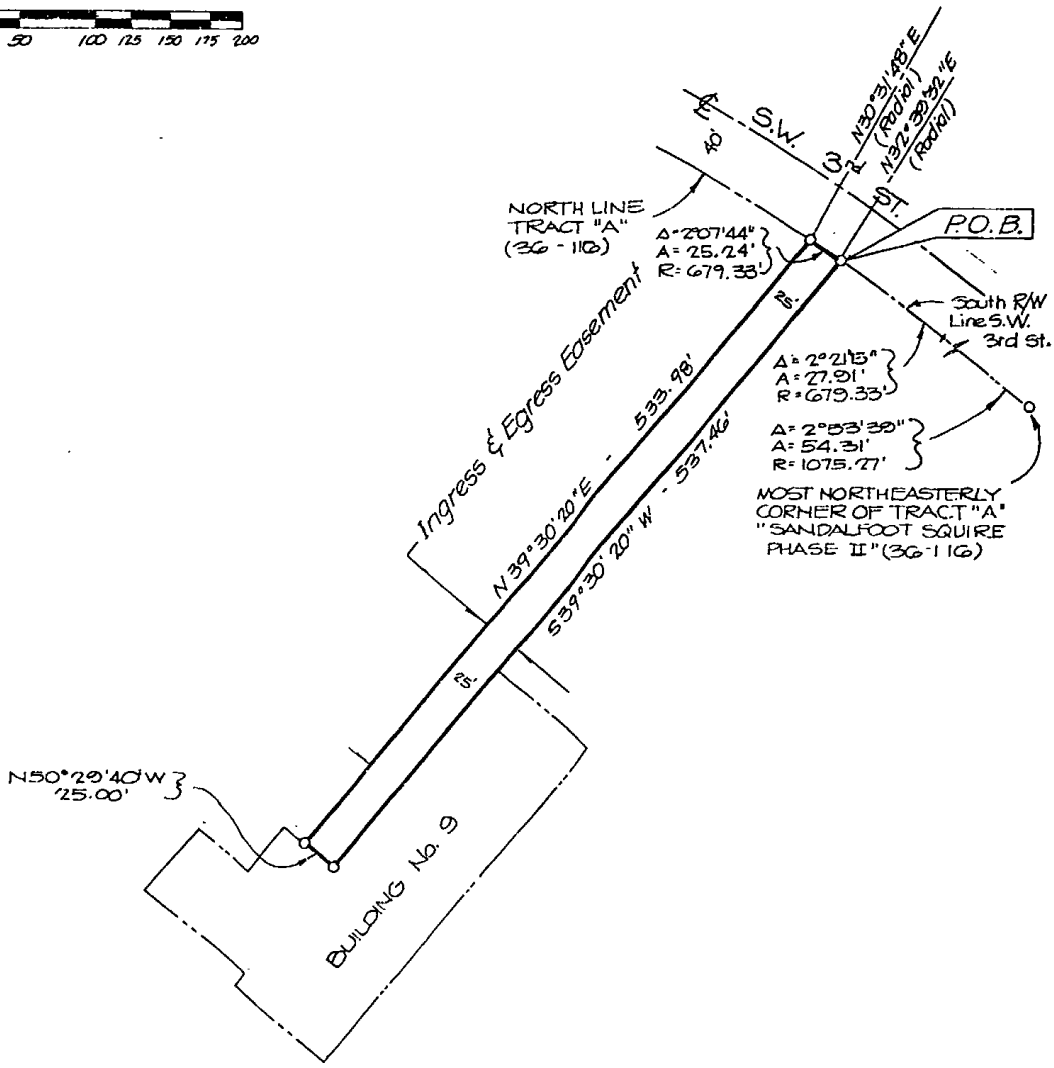 50 100 125 150 175 200
N30°31'48"E
(Radial)
N32°39'32"E
(Radial)
℄ S.W. 3rd ST.
40'
NORTH LINE
TRACT "A"
(36-116)
Δ=2°07'44"
A=25.24'
R=679.33'
P.O.B.
25'
South R/W
Line S.W.
3rd St.
Δ=2°21'15"
A=27.91'
R=679.33'
Δ=2°53'39"
A=54.31'
R=1075.77'
MOST NORTHEASTERLY
CORNER OF TRACT "A"
"SANDALFOOT SQUIRE
PHASE II" (36-116)
Ingress & Egress Easement
N 39°30'20"E - 533.98'
S39°30'20"W - 537.46'
25'
N50°29'40"W
25.00'
BUILDING No. 9